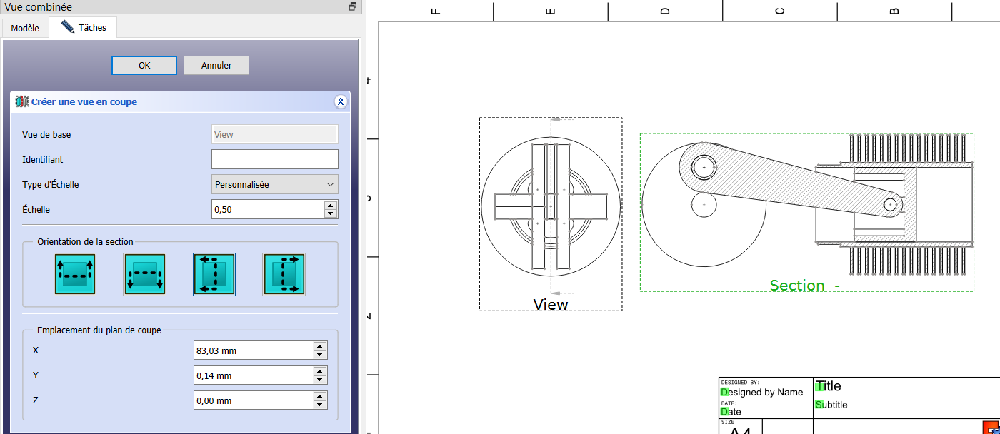 Vue combinée
Modèle
Tâches
OK
Annuler
Créer une vue en coupe
Vue de base
View
Identifiant
Type d'Échelle
Personnalisée
Échelle
0,50
Orientation de la section
Emplacement du plan de coupe
X
83,03 mm
Y
0,14 mm
Z
0,00 mm
F
E
D
C
B
View
Section -
DESIGNED BY:
Designed by Name
DATE:
Date
SIZE
A4
Title
Subtitle